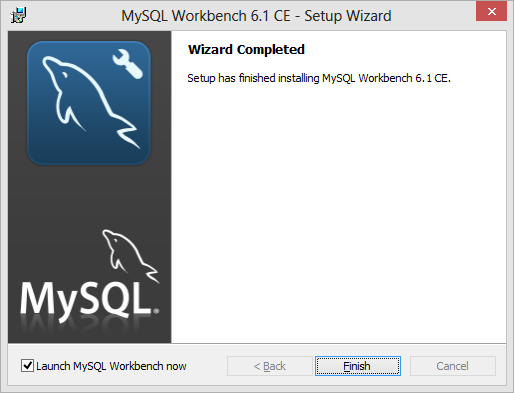 MySQL Workbench 6.1 CE - Setup Wizard
Wizard Completed
Setup has finished installing MySQL Workbench 6.1 CE.
MySQL®
Launch MySQL Workbench now
< Back
Finish
Cancel